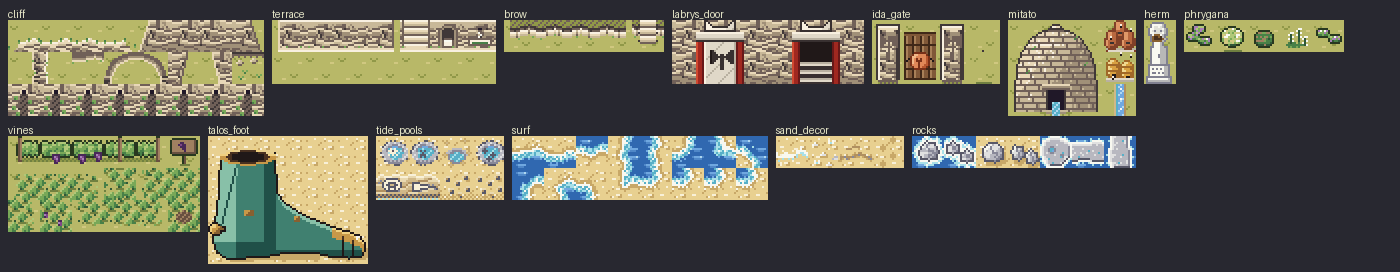 cliff
terrace
brow
labrys_door
ida_gate
mitato
herm
phrygana
vines
talos_foot
tide_pools
surf
sand_decor
rocks